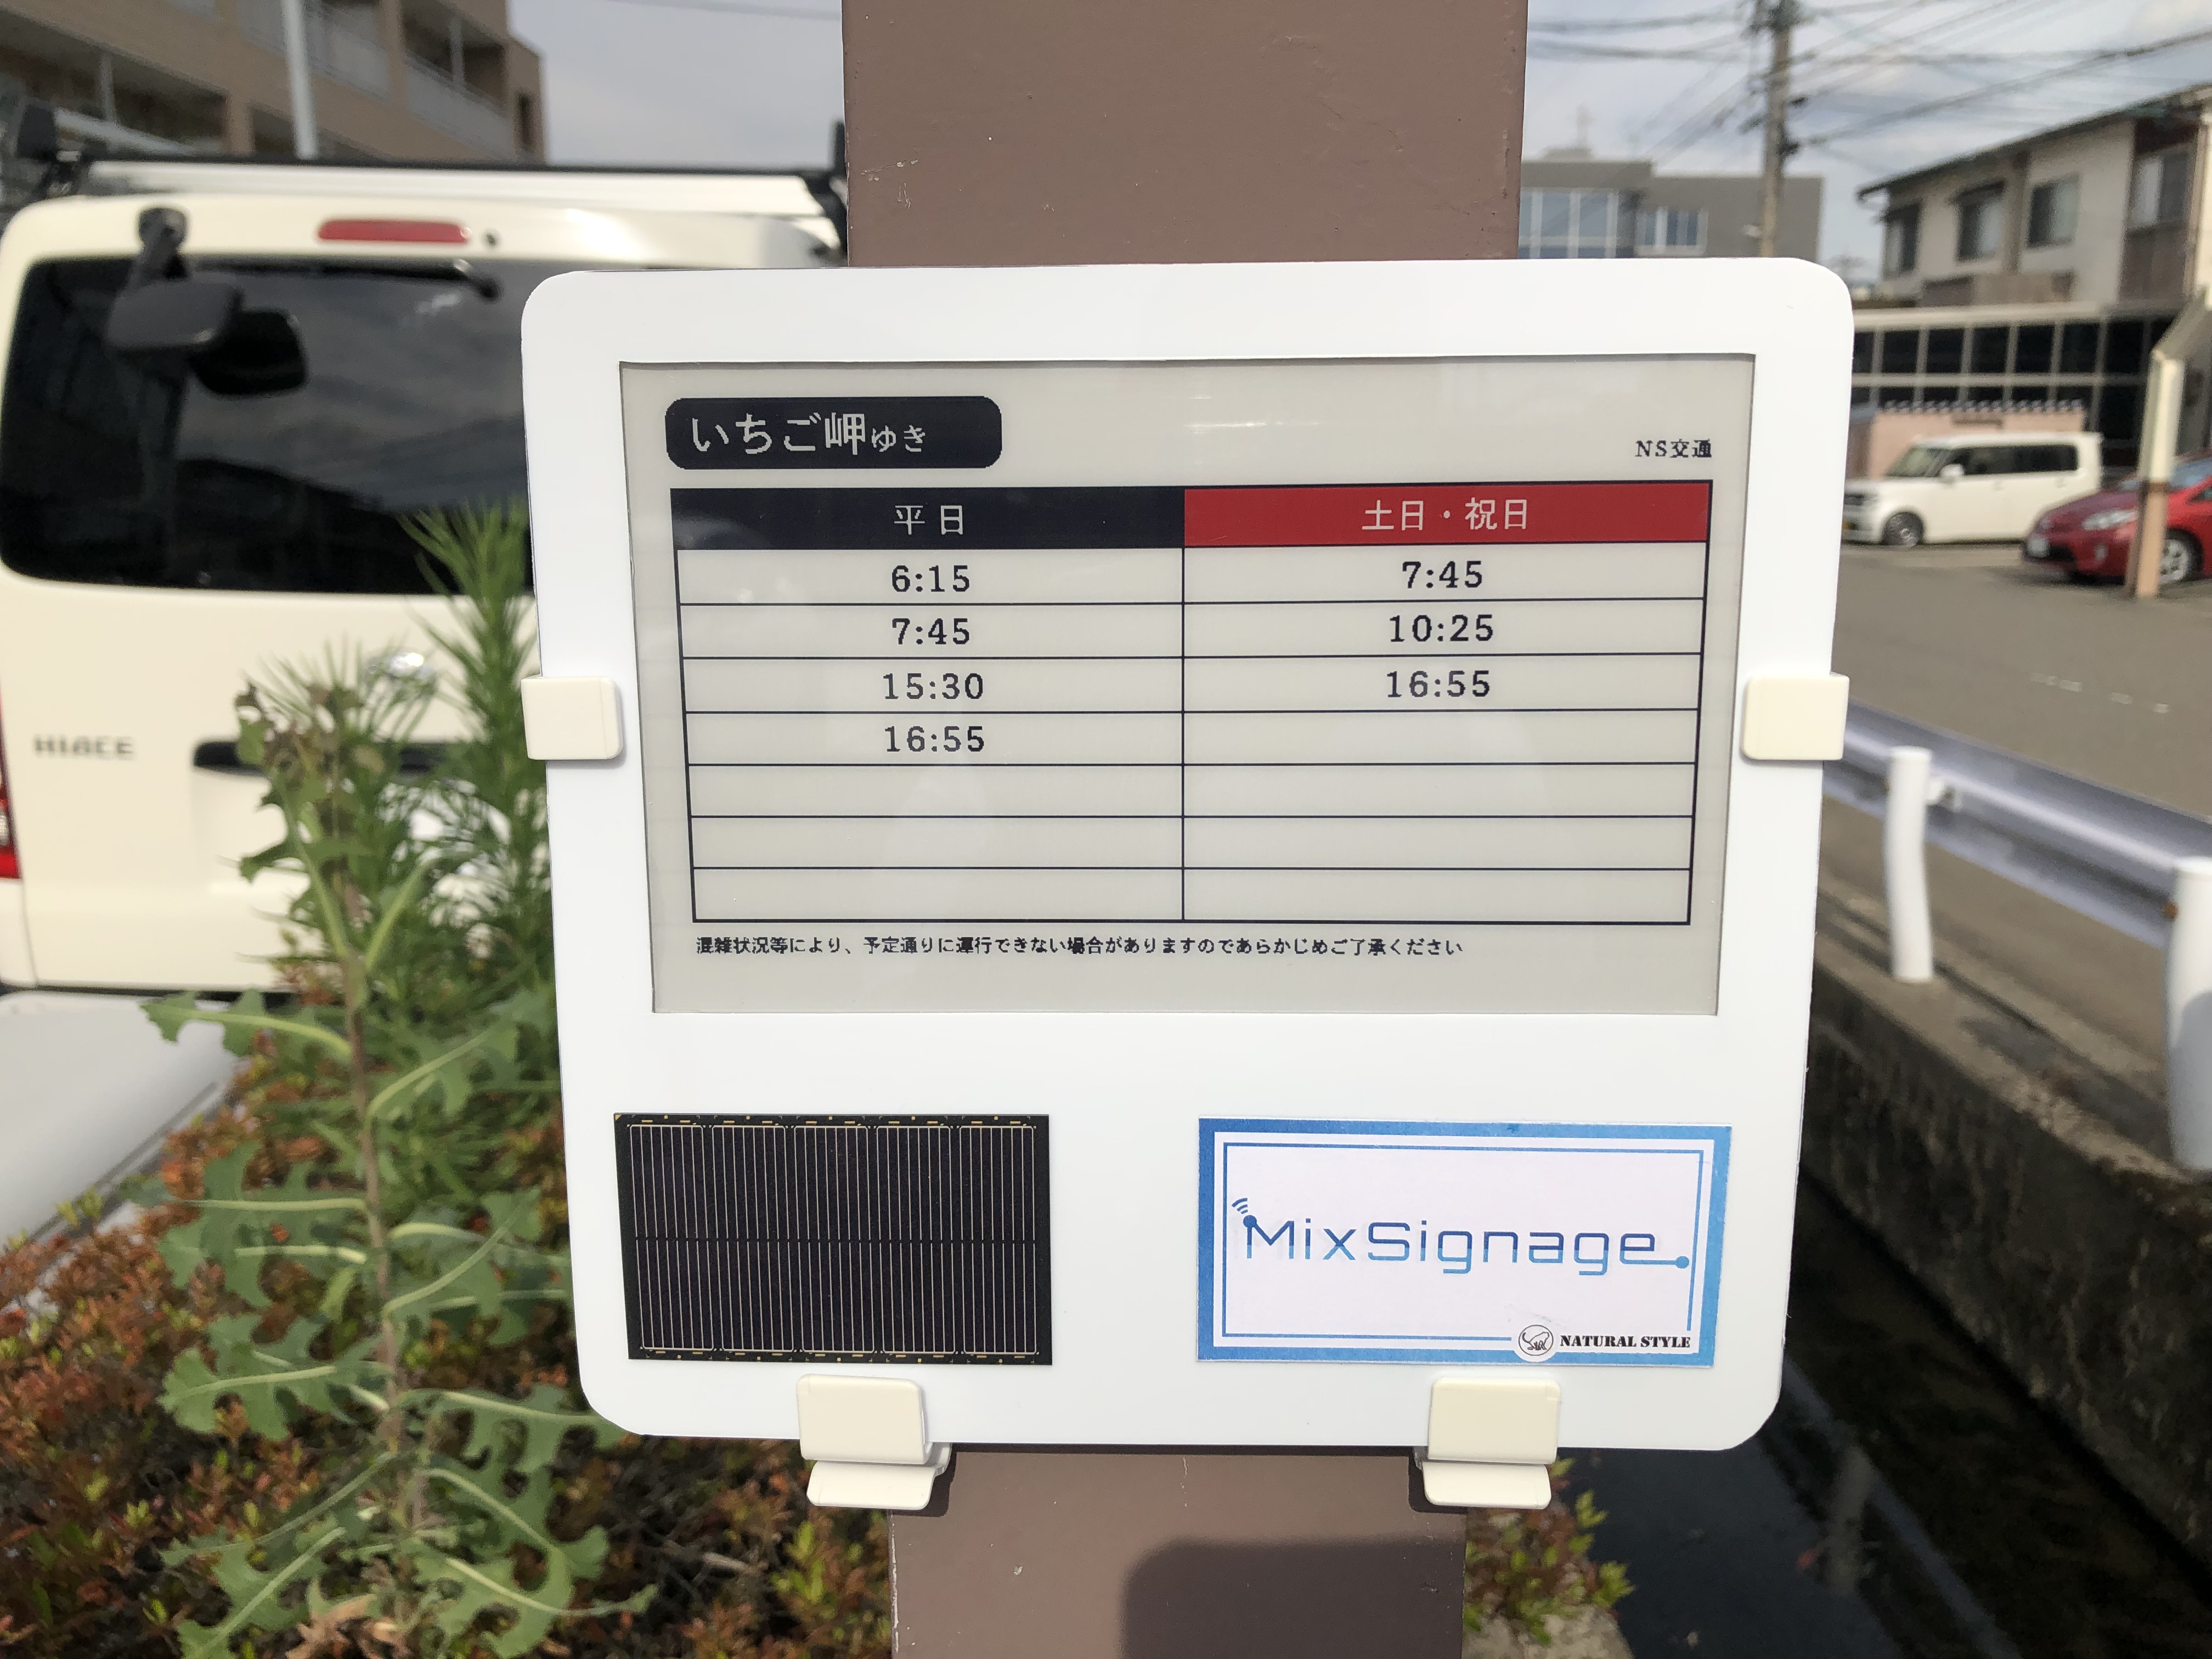 いちご岬ゆき
NS交通
平日 土日・祝日
6:15 7:45
7:45 10:25
15:30 16:55
16:55
混雑状況等により、予定通りに運行できない場合がありますのであらかじめご了承ください
MixSignage
NATURAL STYLE
HIACE